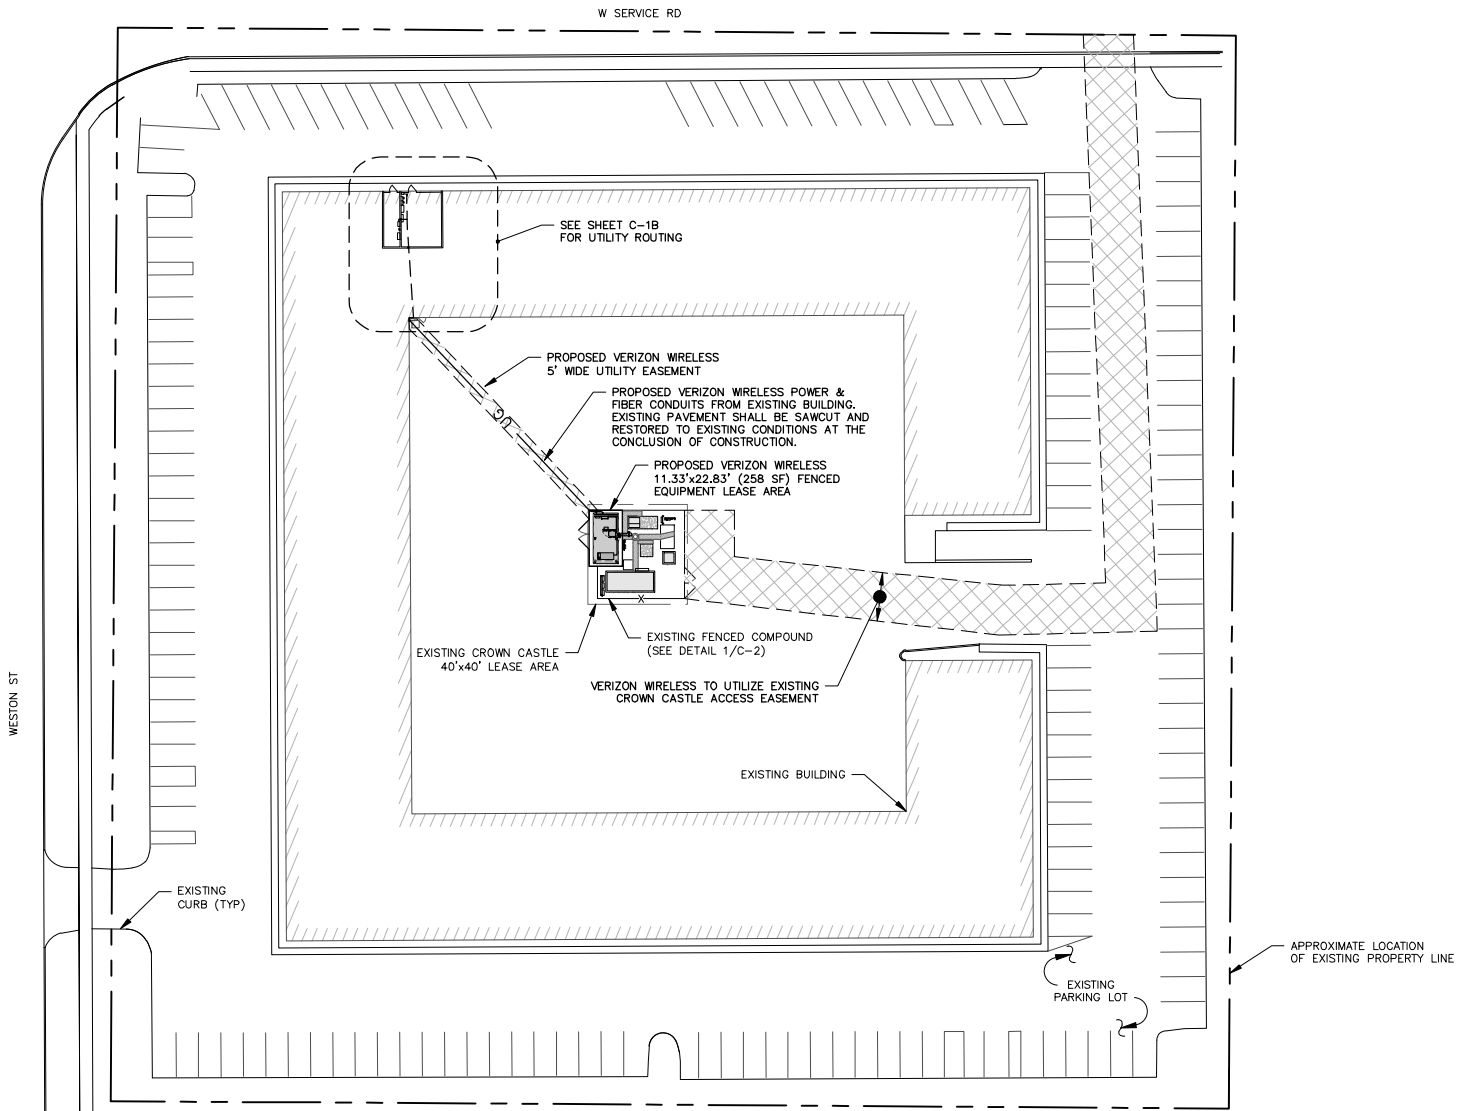 W SERVICE RD
SEE SHEET C-1B
FOR UTILITY ROUTING
PROPOSED VERIZON WIRELESS
5' WIDE UTILITY EASEMENT
PROPOSED VERIZON WIRELESS POWER &
FIBER CONDUITS FROM EXISTING BUILDING.
EXISTING PAVEMENT SHALL BE SAWCUT AND
RESTORED TO EXISTING CONDITIONS AT THE
CONCLUSION OF CONSTRUCTION.
PROPOSED VERIZON WIRELESS
11.33'x22.83' (258 SF) FENCED
EQUIPMENT LEASE AREA
EXISTING FENCED COMPOUND
(SEE DETAIL 1/C-2)
EXISTING CROWN CASTLE
40'x40' LEASE AREA
VERIZON WIRELESS TO UTILIZE EXISTING
CROWN CASTLE ACCESS EASEMENT
WESTON ST
EXISTING BUILDING
EXISTING
CURB (TYP)
APPROXIMATE LOCATION
OF EXISTING PROPERTY LINE
EXISTING
PARKING LOT